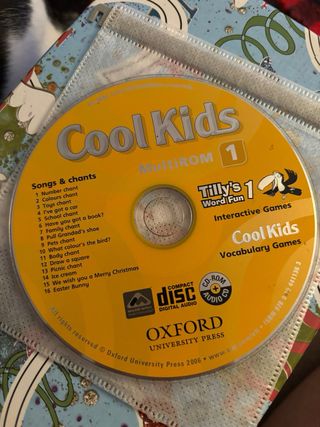 Cool Kids
MultiROM 1
Songs & chants
1 Number chant
2 Colours chant
3 Toys chant
4 I've got a car
5 School chant
6 Have you got a book?
7 Family chant
8 Pull Grandad's shoe
9 Pets chant
10 What colour's the bird?
11 Body chant
12 Draw a square
13 Picnic chant
14 Ice cream
15 We wish you a Merry Christmas
16 Easter Bunny
Tilly's
Word Fun 1
Interactive Games
Cool Kids
Vocabulary Games
COMPACT
disc
DIGITAL AUDIO
CD-ROM
AUDIO CD
OXFORD
UNIVERSITY PRESS
All rights reserved © Oxford University Press 2006